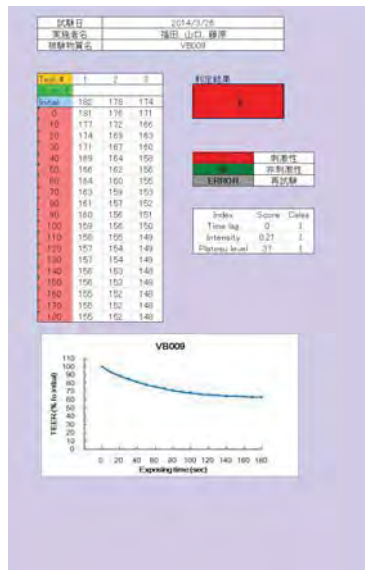 試験日 2014/3/26
実施者名 福田, 山口, 藤原
被験物質名 VB009
Test # 1 2 3
Initial 182 178 174
0 181 176 171
10 177 172 166
20 174 169 163
30 171 167 160
40 169 164 158
50 166 162 156
60 164 160 155
70 163 159 153
80 161 157 152
90 160 156 151
100 159 156 150
110 158 155 149
120 157 154 149
130 157 154 149
140 156 153 148
150 156 153 148
160 155 152 148
170 155 152 148
180 155 152 148
判定結果
刺激性
非刺激性
ERROR 再試験
Index Score Categ
Time lag 0 1
Intensity 0.21 1
Plateau level 37 1
VB009
TEER (% to initial)
110
100
90
80
70
60
50
40
30
20
10
0
0 20 40 60 80 100 120 140 160 180
Exposing time (sec)